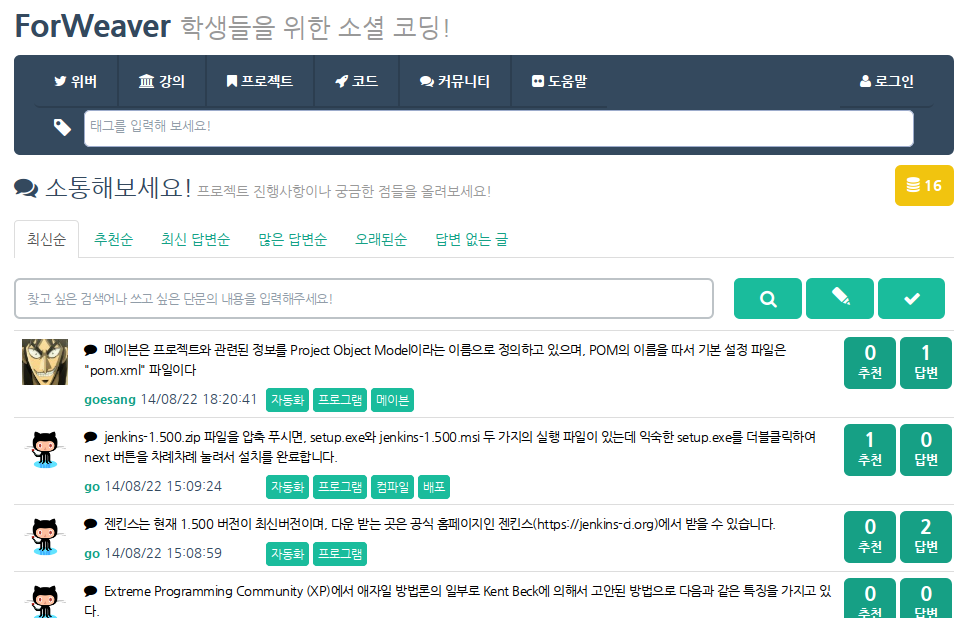 ForWeaver 학생들을 위한 소셜 코딩!
위버 강의 프로젝트 코드 커뮤니티 도움말 로그인
태그를 입력해 보세요!
소통해보세요! 프로젝트 진행사항이나 궁금한 점들을 올려보세요! 16
최신순 추천순 최신 답변순 많은 답변순 오래된순 답변 없는 글
찾고 싶은 검색어나 쓰고 싶은 단문의 내용을 입력해주세요!
메이븐은 프로젝트와 관련된 정보를 Project Object Model이라는 이름으로 정의하고 있으며, POM의 이름을 따서 기본 설정 파일은
"pom.xml" 파일이다
0 추천 1 답변
goesang 14/08/22 18:20:41 자동화 프로그램 메이븐
jenkins-1.500.zip 파일을 압축 푸시면, setup.exe와 jenkins-1.500.msi 두 가지의 실행 파일이 있는데 익숙한 setup.exe를 더블클릭하여
next 버튼을 차례차례 눌려서 설치를 완료합니다.
1 추천 0 답변
go 14/08/22 15:09:24 자동화 프로그램 컴파일 배포
젠킨스는 현재 1.500 버전이 최신버전이며, 다운 받는 곳은 공식 홈페이지인 젠킨스(https://jenkins-ci.org)에서 받을 수 있습니다.
0 추천 2 답변
go 14/08/22 15:08:59 자동화 프로그램
Extreme Programming Community (XP)에서 애자일 방법론의 일부로 Kent Beck에 의해서 고안된 방법으로 다음과 같은 특징을 가지고 있
다.
0 추천 0 답변